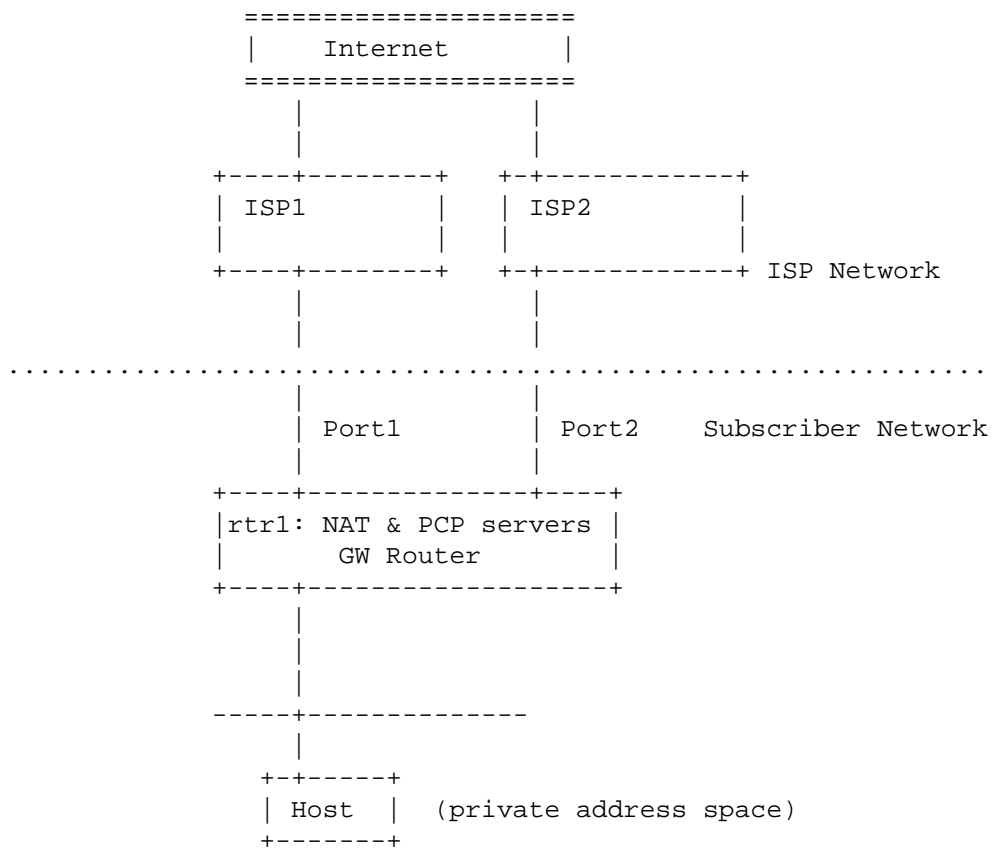 Internet
ISP1 ISP2
ISP Network
Port1 Port2 Subscriber Network
rtr1: NAT & PCP servers
GW Router
Host (private address space)